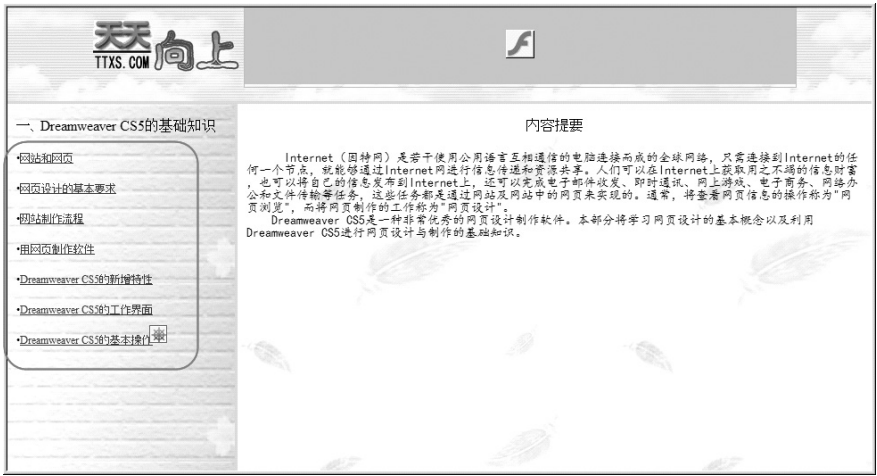 天天向上
TTXS.COM
一、Dreamweaver CS5的基础知识
•网站和网页
•网页设计的基本要求
•网站制作流程
•用网页制作软件
•Dreamweaver CS5的新增特性
•Dreamweaver CS5的工作界面
•Dreamweaver CS5的基本操作
内容提要
Internet (因特网) 是若干使用公用语言互相通信的电脑连接而成的全球网络，只需连接到Internet的任
何一个节点，就能够通过Internet网进行信息传递和资源共享。人们可以在Internet上获取用之不竭的信息财富
，也可以将自己的信息发布到Internet上，还可以完成电子邮件收发、即时通讯、网上游戏、电子商务、网络办
公和文件传输等任务，这些任务都是通过网站及网站中的网页来实现的。通常，将查看网页信息的操作称为"网
页浏览"，而将网页制作的工作称为"网页设计"。
Dreamweaver CS5是一种非常优秀的网页设计制作软件。本部分将学习网页设计的基本概念以及利用
Dreamweaver CS5进行网页设计与制作的基础知识。